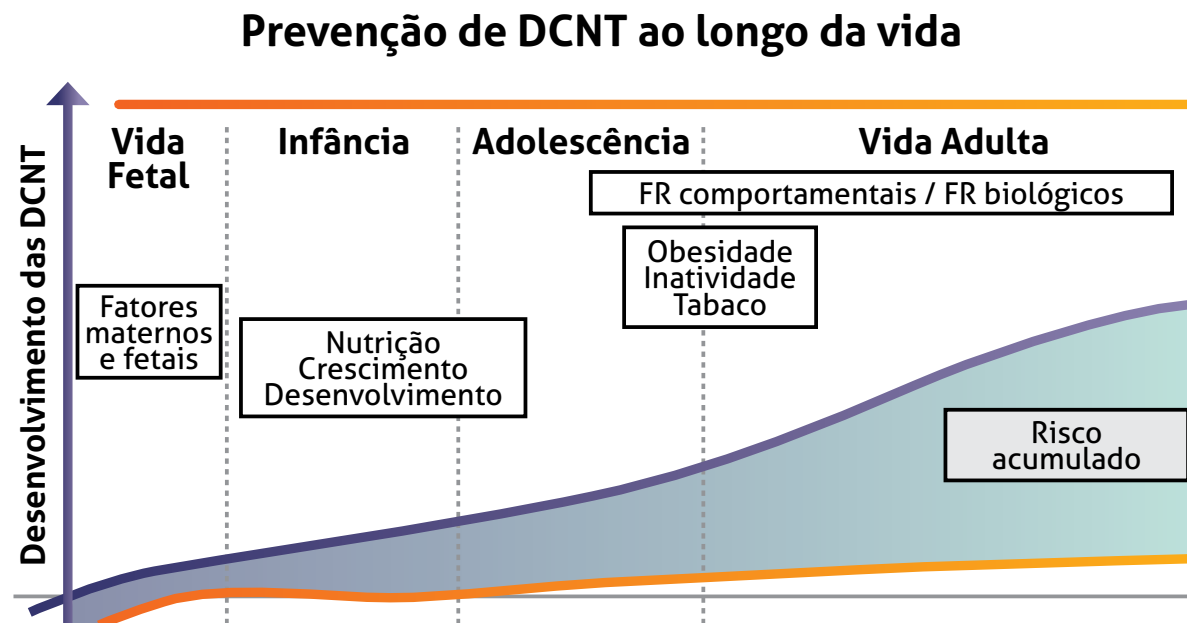 Prevenção de DCNT ao longo da vida
Desenvolvimento das DCNT
Vida
Fetal
Infância
Adolescência
Vida Adulta
FR comportamentais / FR biológicos
Obesidade
Inatividade
Tabaco
Fatores
maternos
e fetais
Nutrição
Crescimento
Desenvolvimento
Risco
acumulado